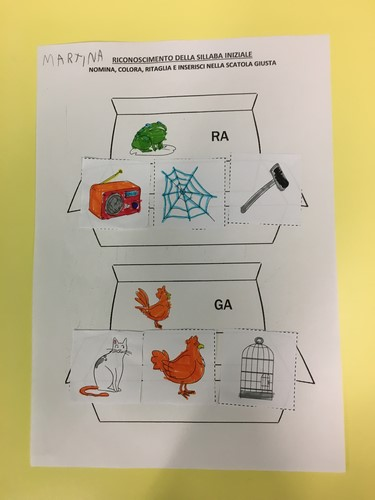 MARTINA
RICONOSCIMENTO DELLA SILLABA INIZIALE
NOMINA, COLORA, RITAGLIA E INSERISCI NELLA SCATOLA GIUSTA
RA
GA